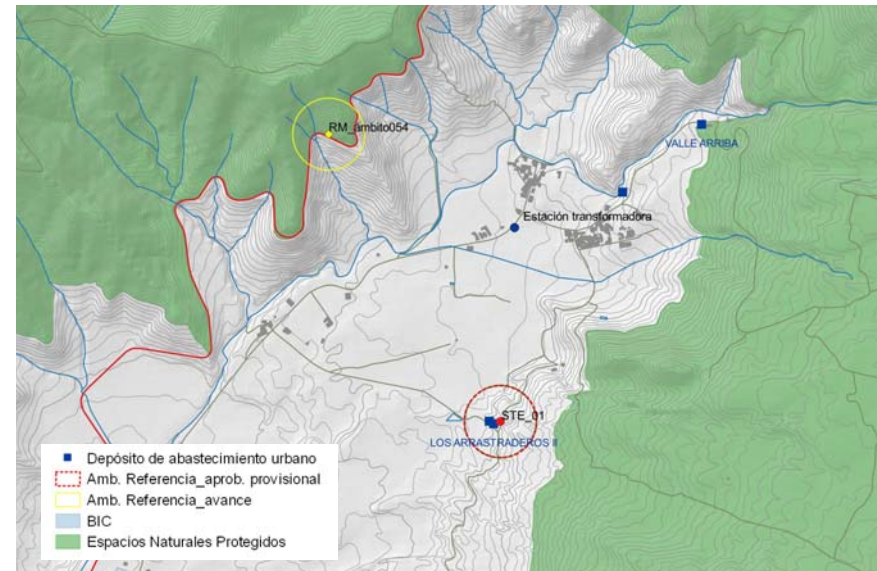 RM_ambito054
VALLE ARRIBA
Estación transformadora
STE_01
LOS ARRASTRADEROS II
Depósito de abastecimiento urbano
Amb. Referencia_aprob. provisional
Amb. Referencia_avance
BIC
Espacios Naturales Protegidos